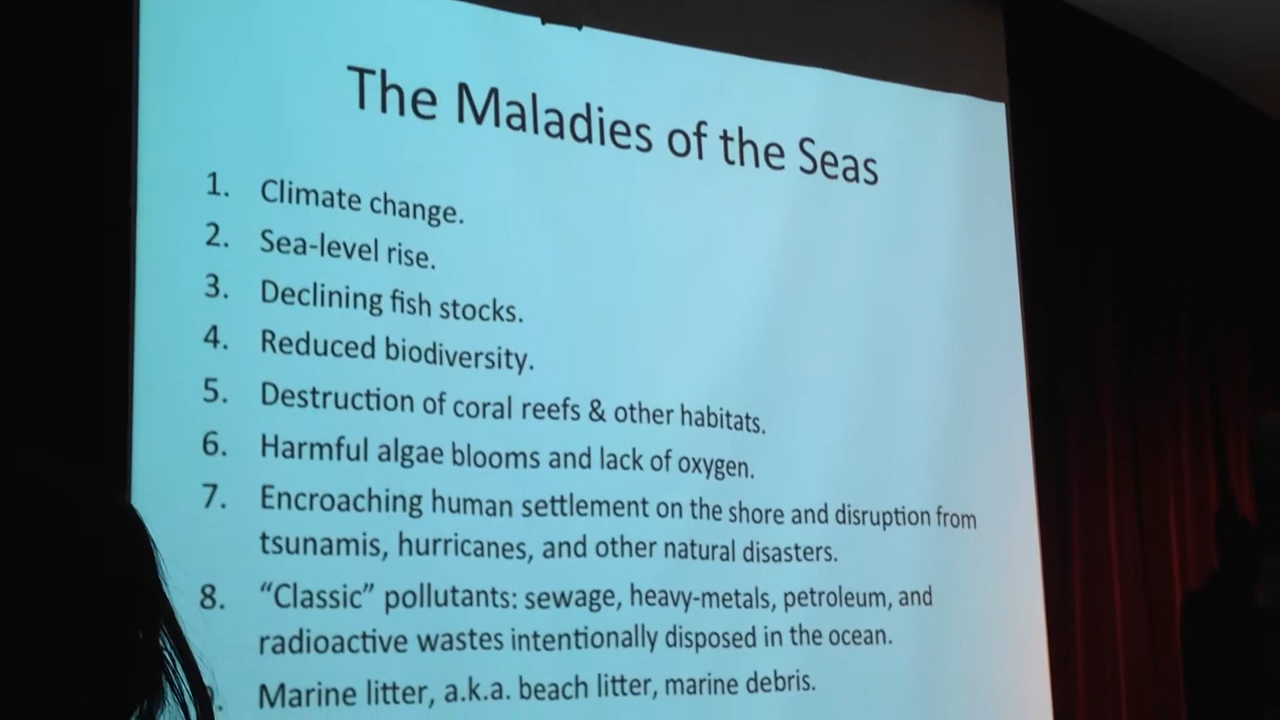 The Maladies of the Seas
1. Climate change.
2. Sea-level rise.
3. Declining fish stocks.
4. Reduced biodiversity.
5. Destruction of coral reefs & other habitats.
6. Harmful algae blooms and lack of oxygen.
7. Encroaching human settlement on the shore and disruption from
tsunamis, hurricanes, and other natural disasters.
8. “Classic” pollutants: sewage, heavy-metals, petroleum, and
radioactive wastes intentionally disposed in the ocean.
Marine litter, a.k.a. beach litter, marine debris.